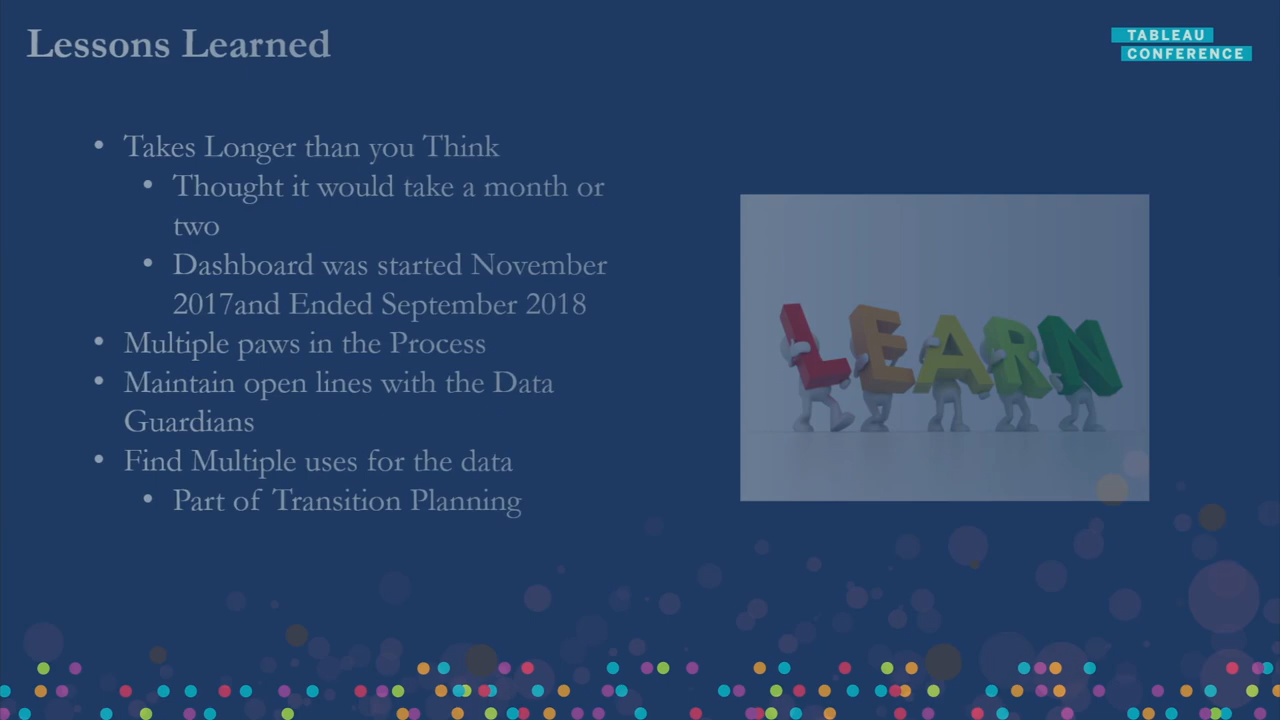 Lessons Learned
TABLEAU
CONFERENCE
• Takes Longer than you Think
• Thought it would take a month or
two
• Dashboard was started November
2017and Ended September 2018
• Multiple paws in the Process
• Maintain open lines with the Data
Guardians
• Find Multiple uses for the data
• Part of Transition Planning
LEARN